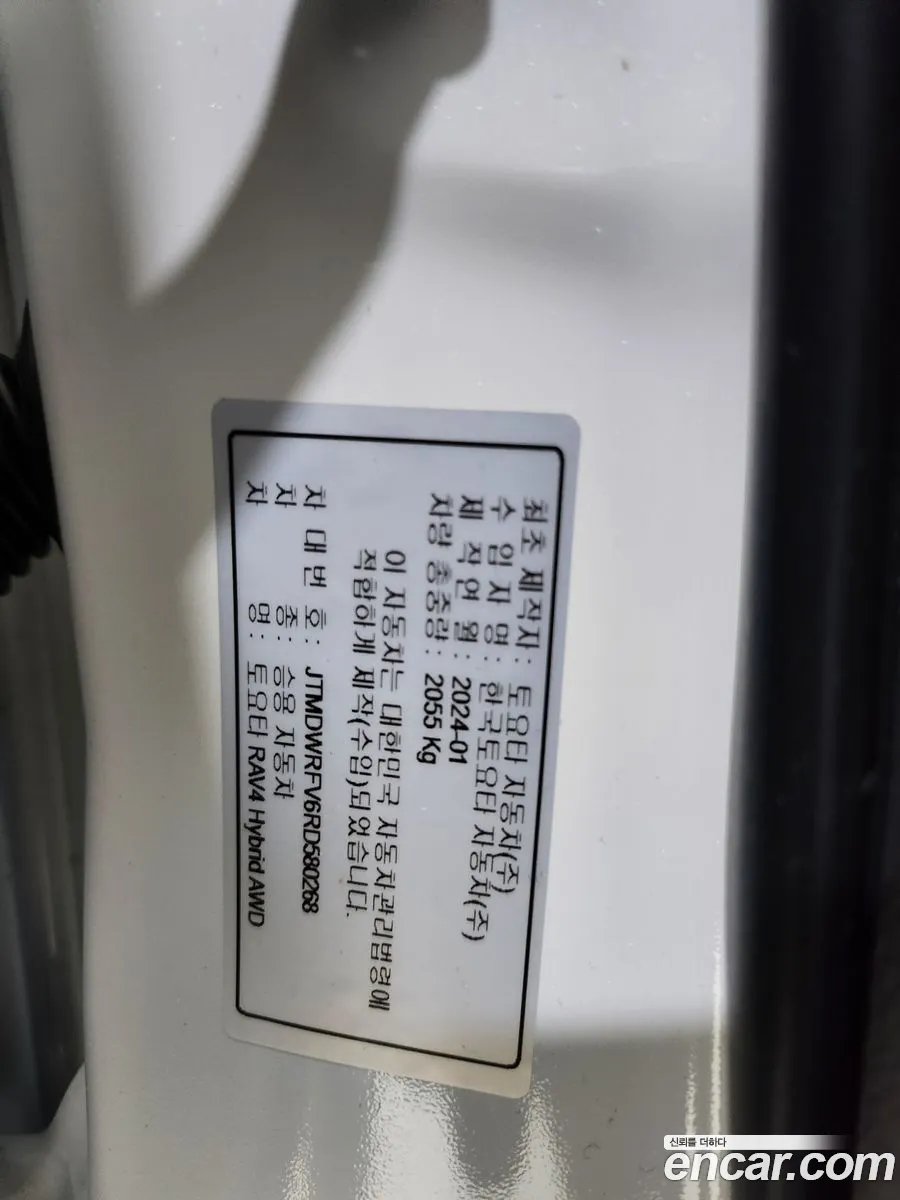 최초 제작자 : 토요타 자동차(주)
수 입 자 명 : 한국토요타 자동차(주)
제 작 연 월 : 2024-01
차량 총중량 : 2055 Kg
이 자동차는 대한민국 자동차관리법령에
적합하게 제작(수입)되었습니다.
차 대 번 호 : JTMDWRFV6RD580268
차 종 : 승용 자동차
차 명 : 토요타 RAV4 Hybrid AWD
신뢰를 더하다
encar.com